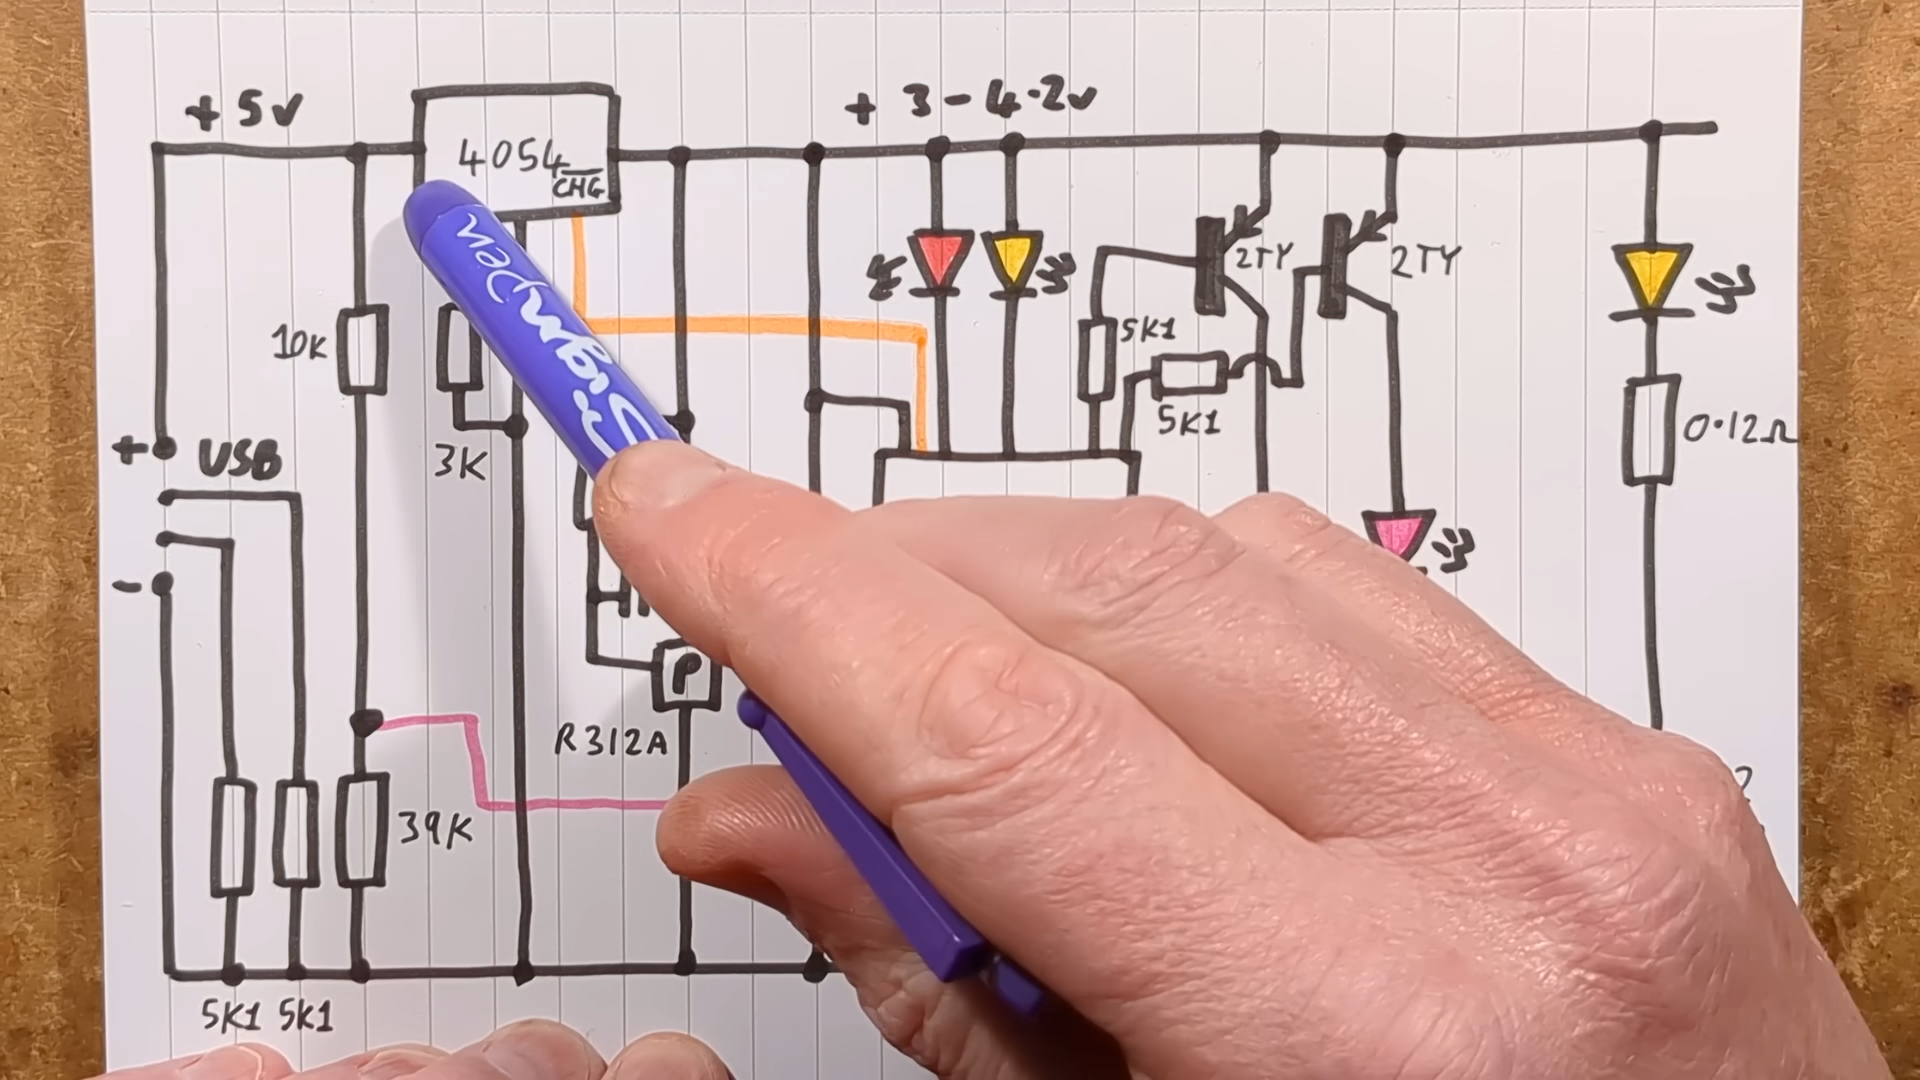 + 5v
+ 3 - 4.2v
4054
CHG
2TY
2TY
10K
5K1
5K1
0.12Ω
+
USB
3K
-
P
R312A
39K
5K1 5K1